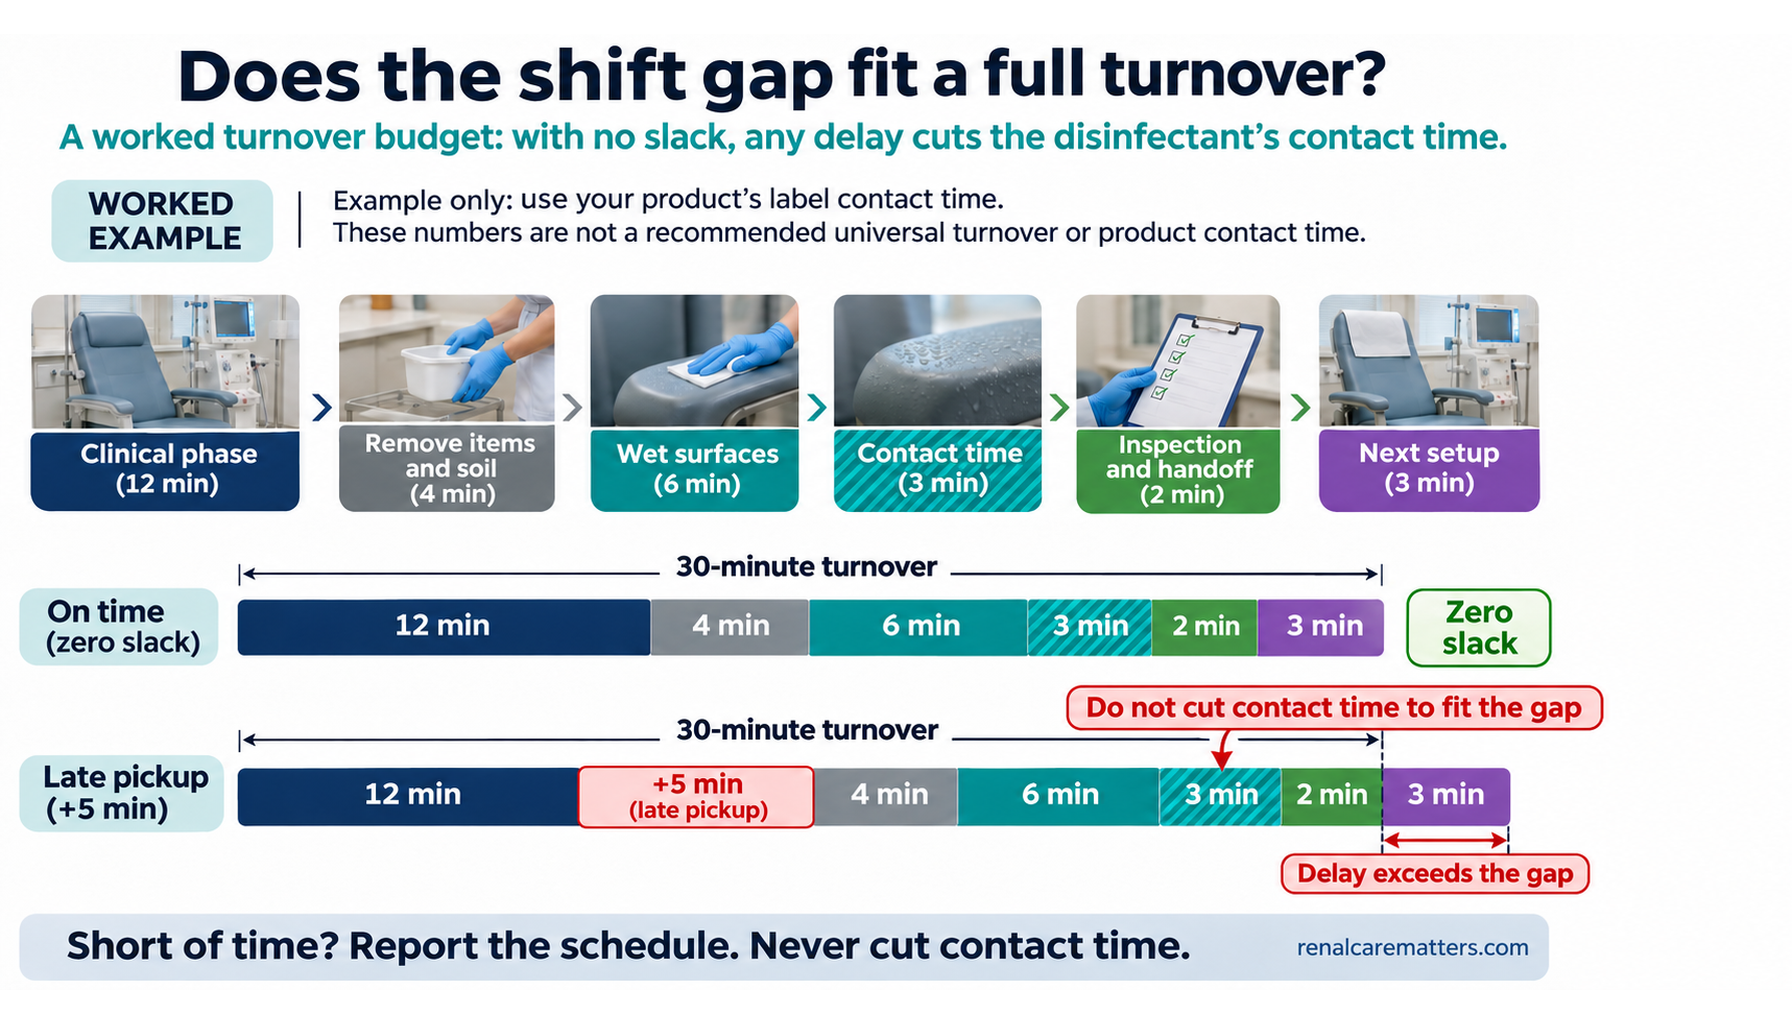 Does the shift gap fit a full turnover?
A worked turnover budget: with no slack, any delay cuts the disinfectant's contact time.
WORKED
EXAMPLE
Example only: use your product's label contact time.
These numbers are not a recommended universal turnover or product contact time.
Clinical phase
(12 min)
Remove items
and soil
(4 min)
Wet surfaces
(6 min)
Contact time
(3 min)
Inspection
and handoff
(2 min)
Next setup
(3 min)
30-minute turnover
On time
(zero slack)
12 min
4 min
6 min
3 min
2 min
3 min
Zero
slack
Do not cut contact time to fit the gap
30-minute turnover
Late pickup
(+5 min)
12 min
+5 min
(late pickup)
4 min
6 min
3 min
2 min
3 min
Delay exceeds the gap
Short of time? Report the schedule. Never cut contact time.
renalcarematters.com